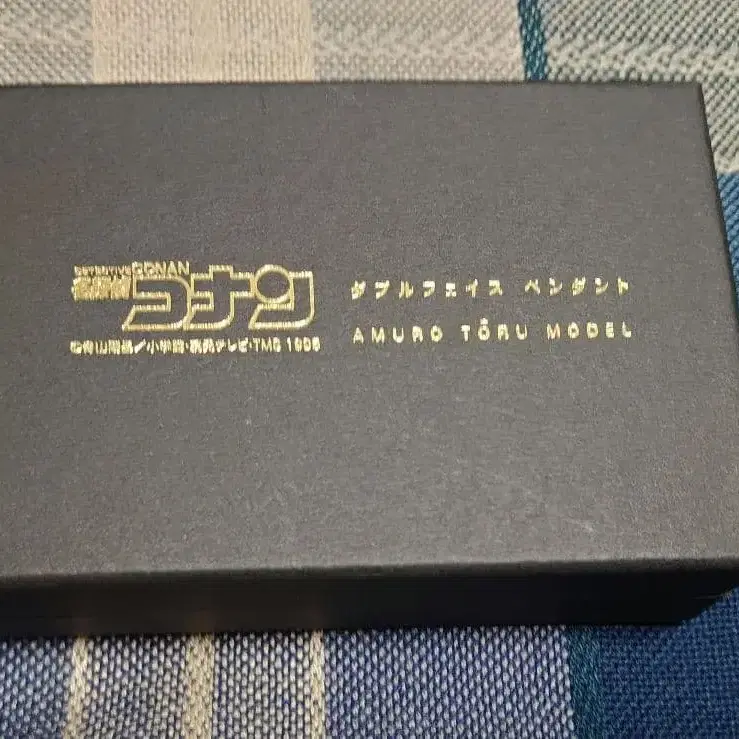 DETECTIVE CONAN
名探偵コナン
©青山剛昌/小学館・読売テレビ・TMS 1996
ダブルフェイス ペンダント
AMURO TŌRU MODEL